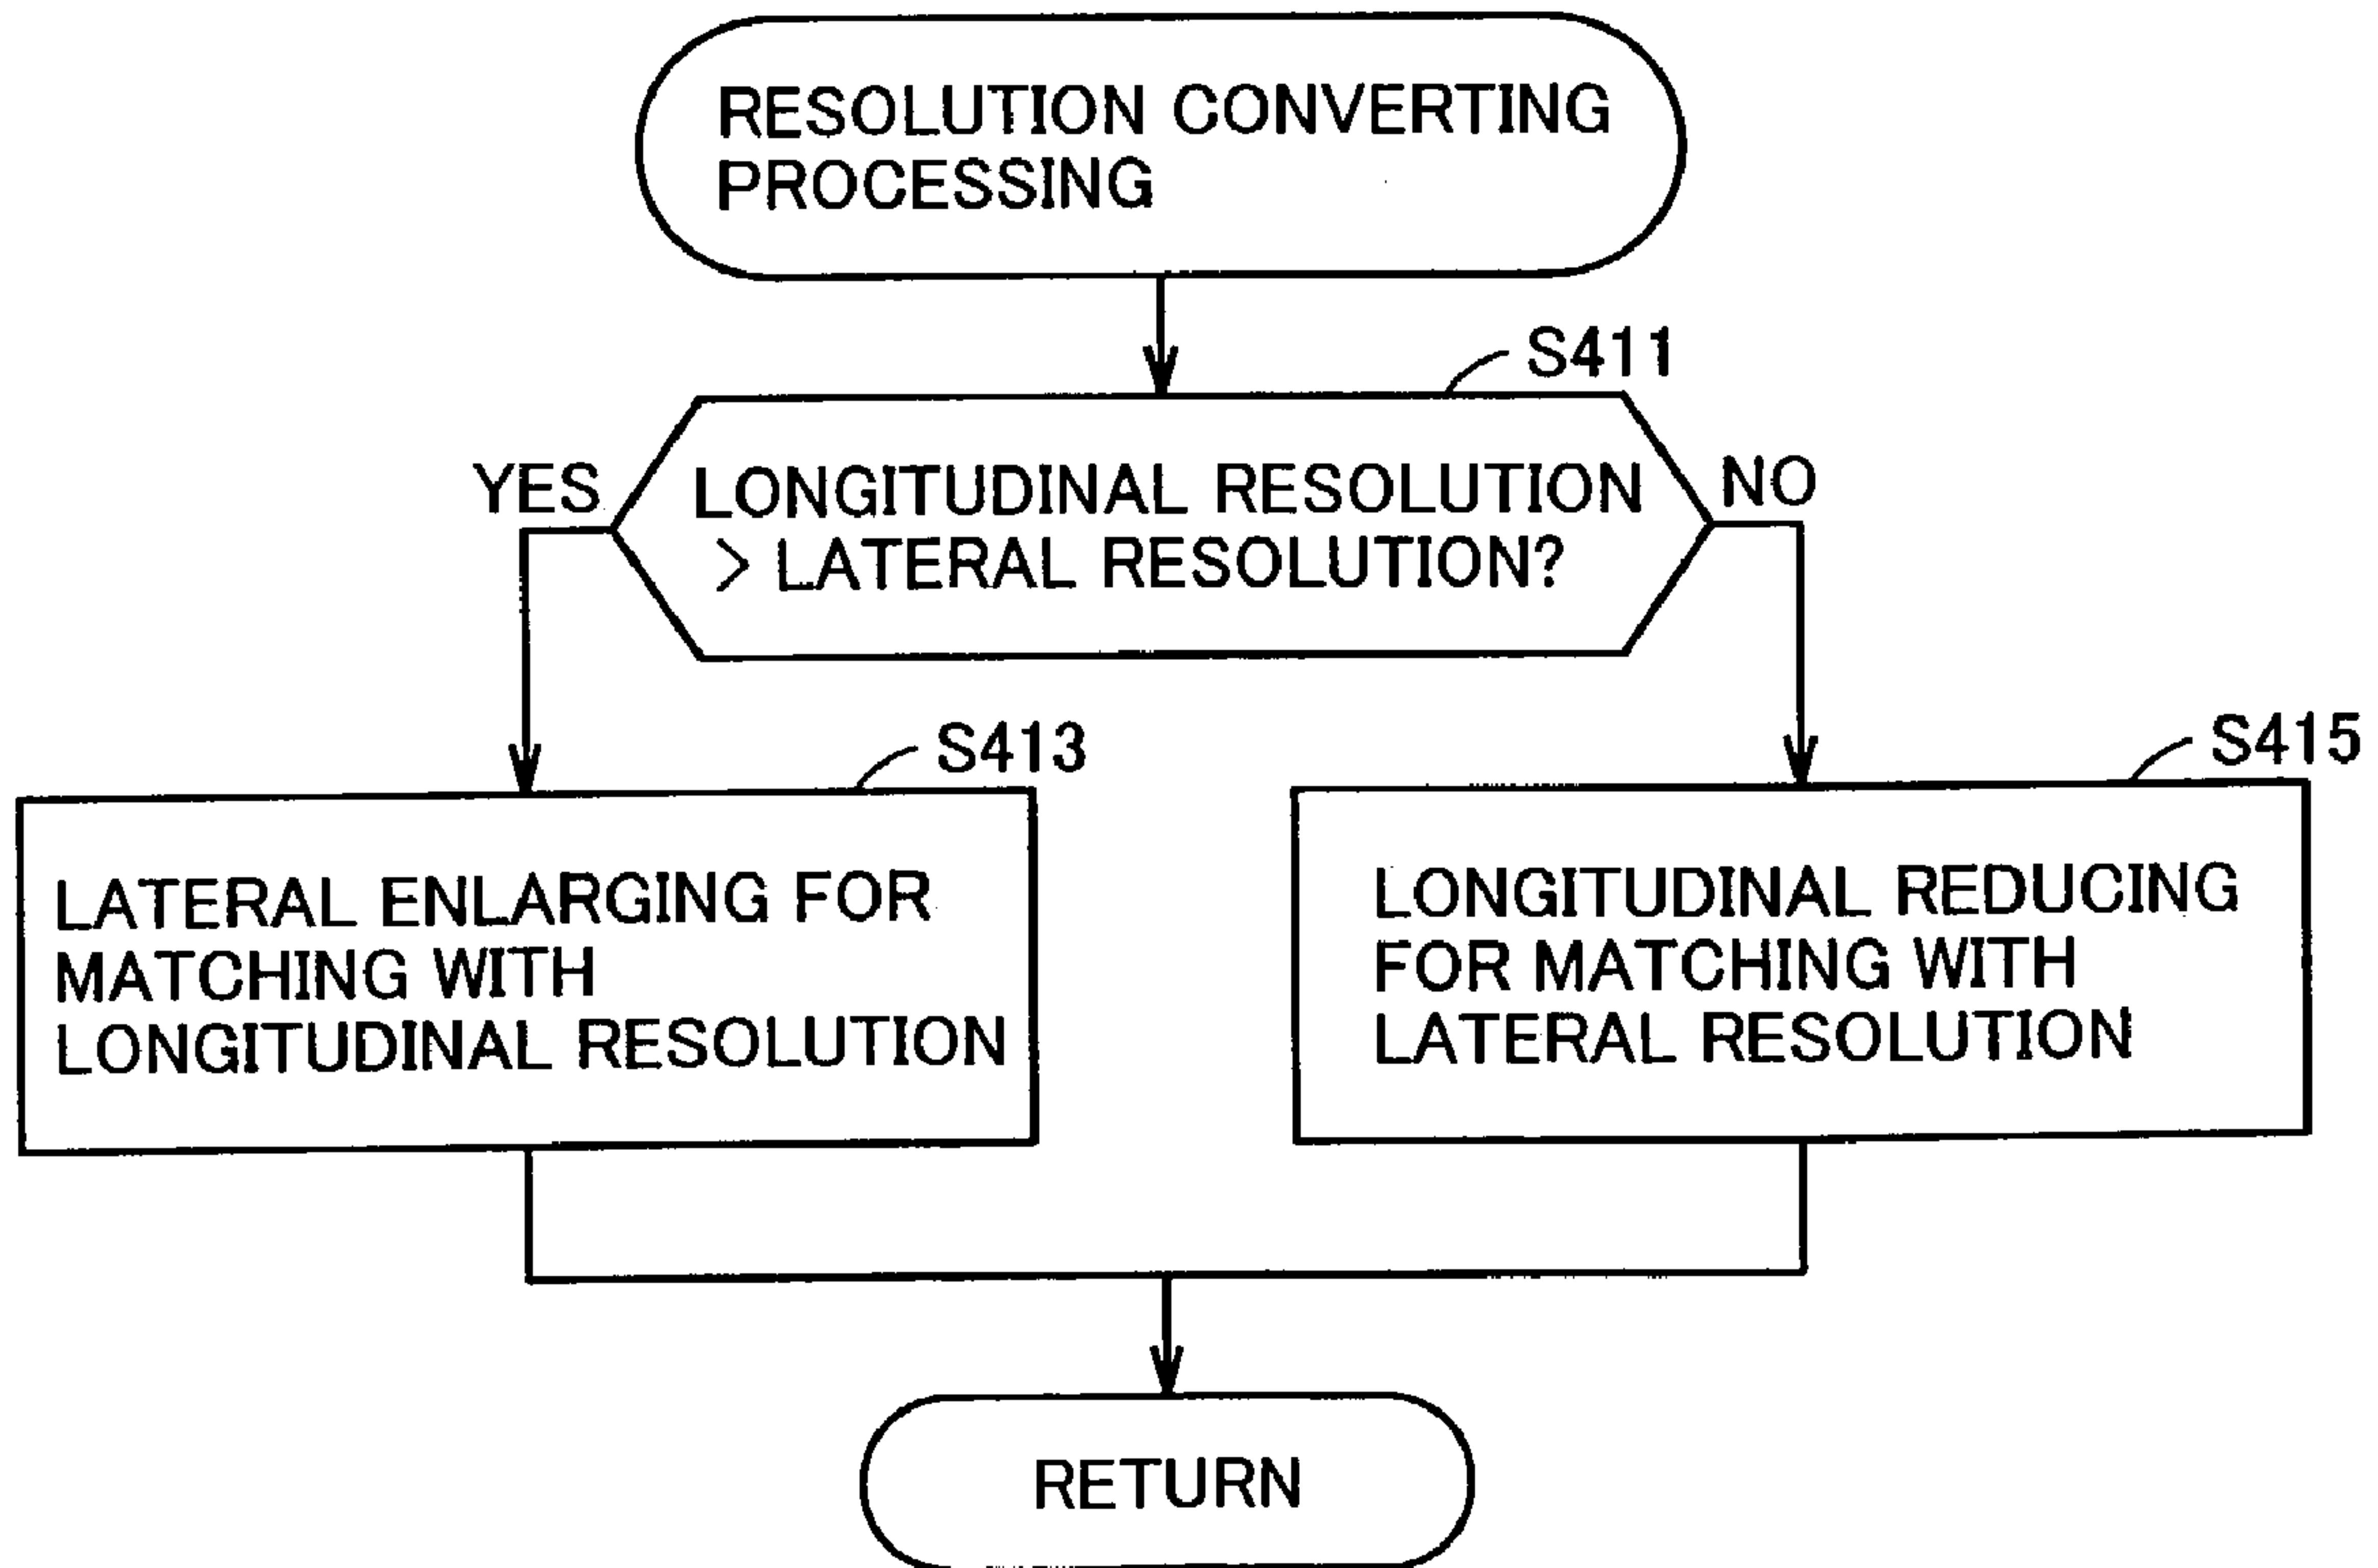 RESOLUTION CONVERTING
PROCESSING
S411
YES
LONGITUDINAL RESOLUTION
> LATERAL RESOLUTION?
NO
S413
LATERAL ENLARGING FOR
MATCHING WITH
LONGITUDINAL RESOLUTION
S415
LONGITUDINAL REDUCING
FOR MATCHING WITH
LATERAL RESOLUTION
RETURN